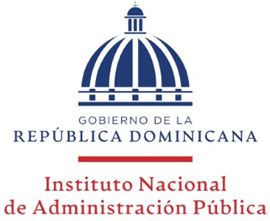 GOBIERNO DE LA
REPÚBLICA DOMINICANA
Instituto Nacional
de Administración Pública